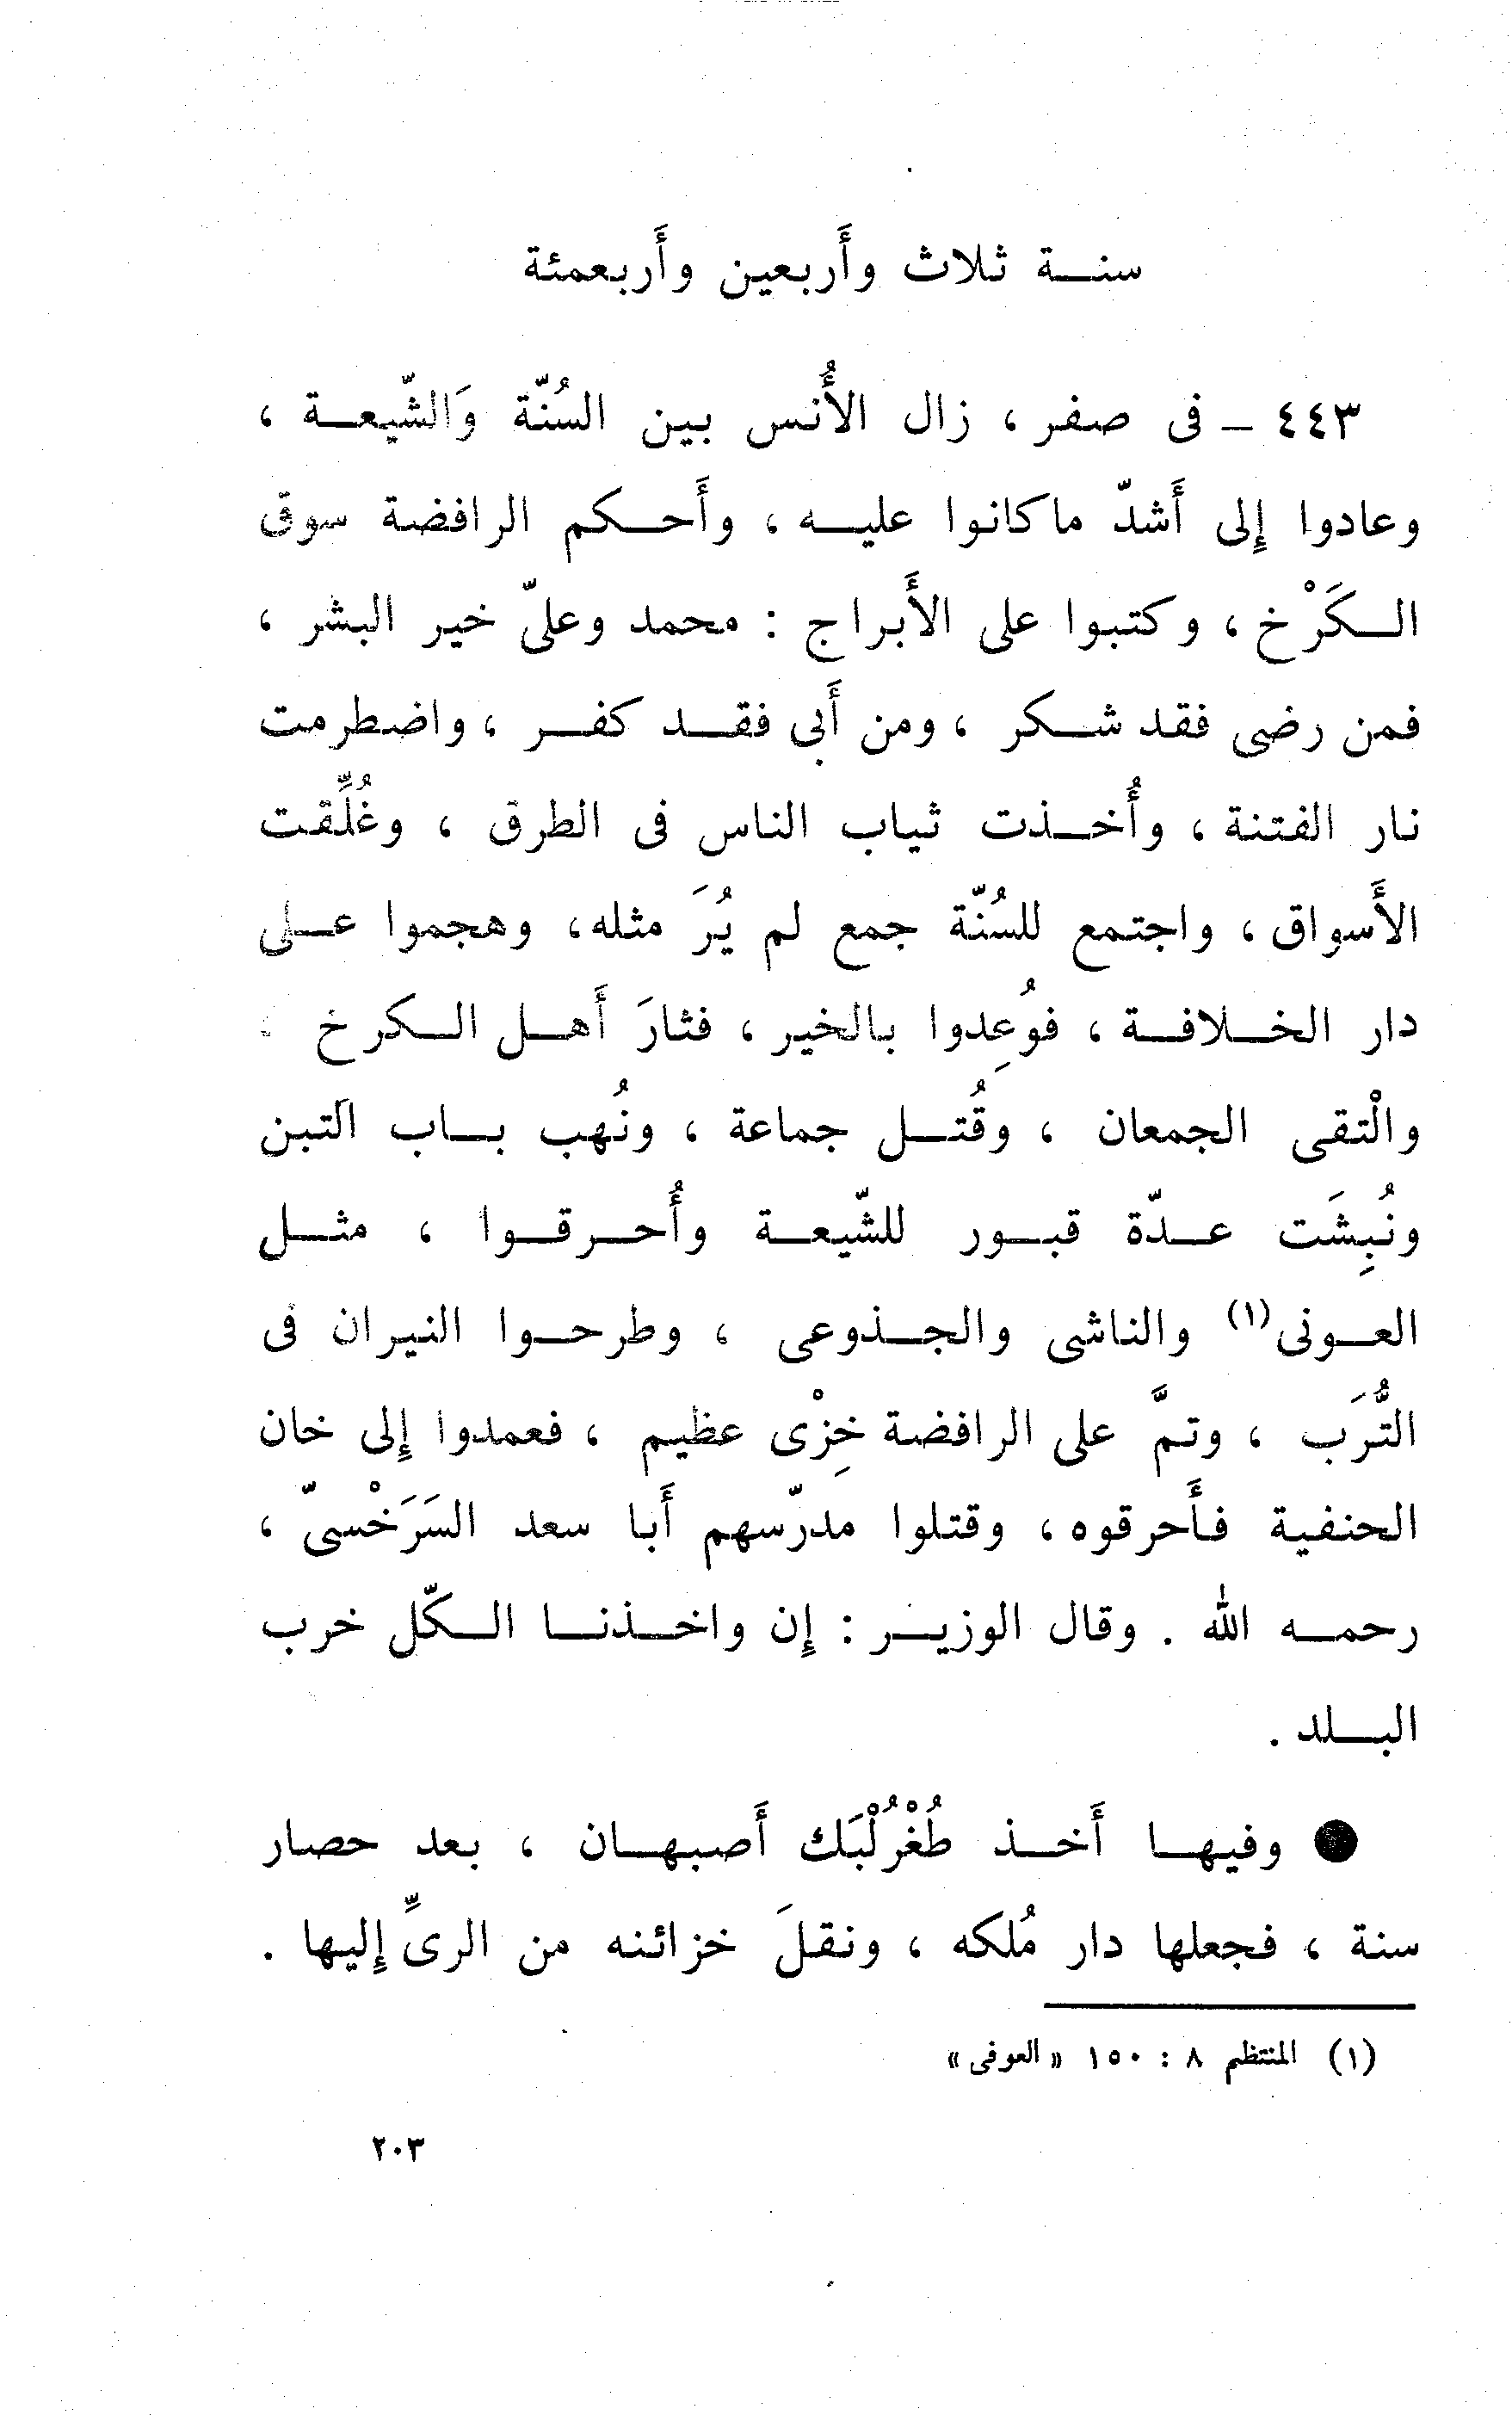 سنة ثلاث وأربعين وأربعمئة
٤٤٣ – فى صفر ، زال الأُنس بين السُنّة وَالشّيعة ،
وعادوا إِلى أَشدّ ماكانوا عليه ، وأَحكم الرافضة سوق
الكَرْخ ، وكتبوا على الأَبراج : محمد وعلىّ خير البشر ،
فمن رضى فقد شكر ، ومن أَبى فقد كفر ، واضطرمت
نار الفتنة ، وأُخذت ثياب الناس فى الطرق ، وغُلِّقت
الأَسواق ، واجتمع للسُنّة جمع لم يُرَ مثله ، وهجموا على
دار الخلافة ، فوُعِدوا بالخير ، فثارَ أَهل الكرخ ،
والْتقى الجمعان ، وقُتل جماعة ، ونُهب باب التبن
ونُبِشَت عدّة قبور للشّيعة وأُحرقوا ، مثل
العونى(١) والناشى والجذوعى ، وطرحوا النيران فى
التُّرَب ، وتمَّ على الرافضة خِزْى عظيم ، فعمدوا إِلى خان
الحنفية فأَحرقوه ، وقتلوا مدرّسهم أَبا سعد السَرَخْسىّ ،
رحمه الله . وقال الوزير : إِن واخذنا الكّل خرب
البلد .
● وفيها أَخذ طُغْرُلْبَك أَصبهان ، بعد حصار
سنة ، فجعلها دار مُلكه ، ونقلَ خزائنه من الرىِّ إِليها .
(١) المنتظم ٨ : ١٥٠ « العوفى »
٢٠٣